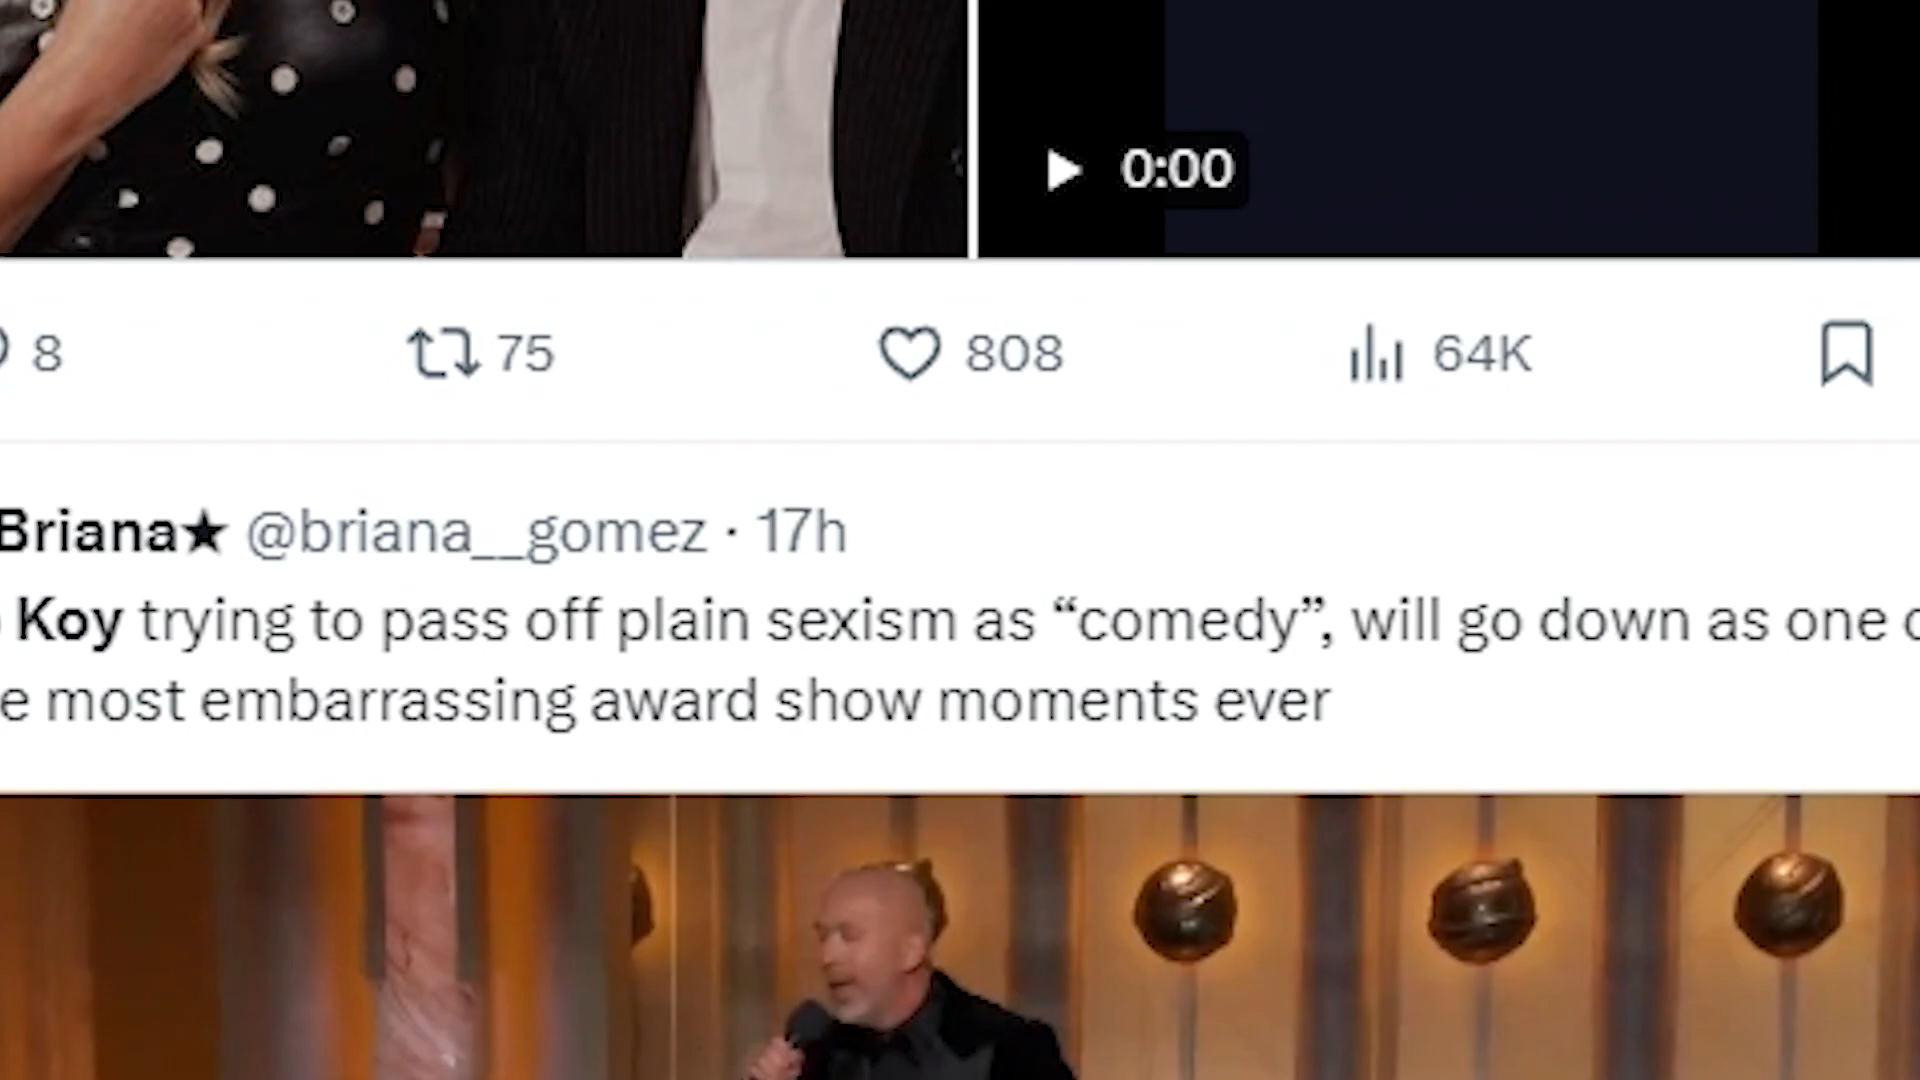 0:00
8 75 808 64K
Briana★ @briana__gomez · 17h
Koy trying to pass off plain sexism as “comedy”, will go down as one
most embarrassing award show moments ever